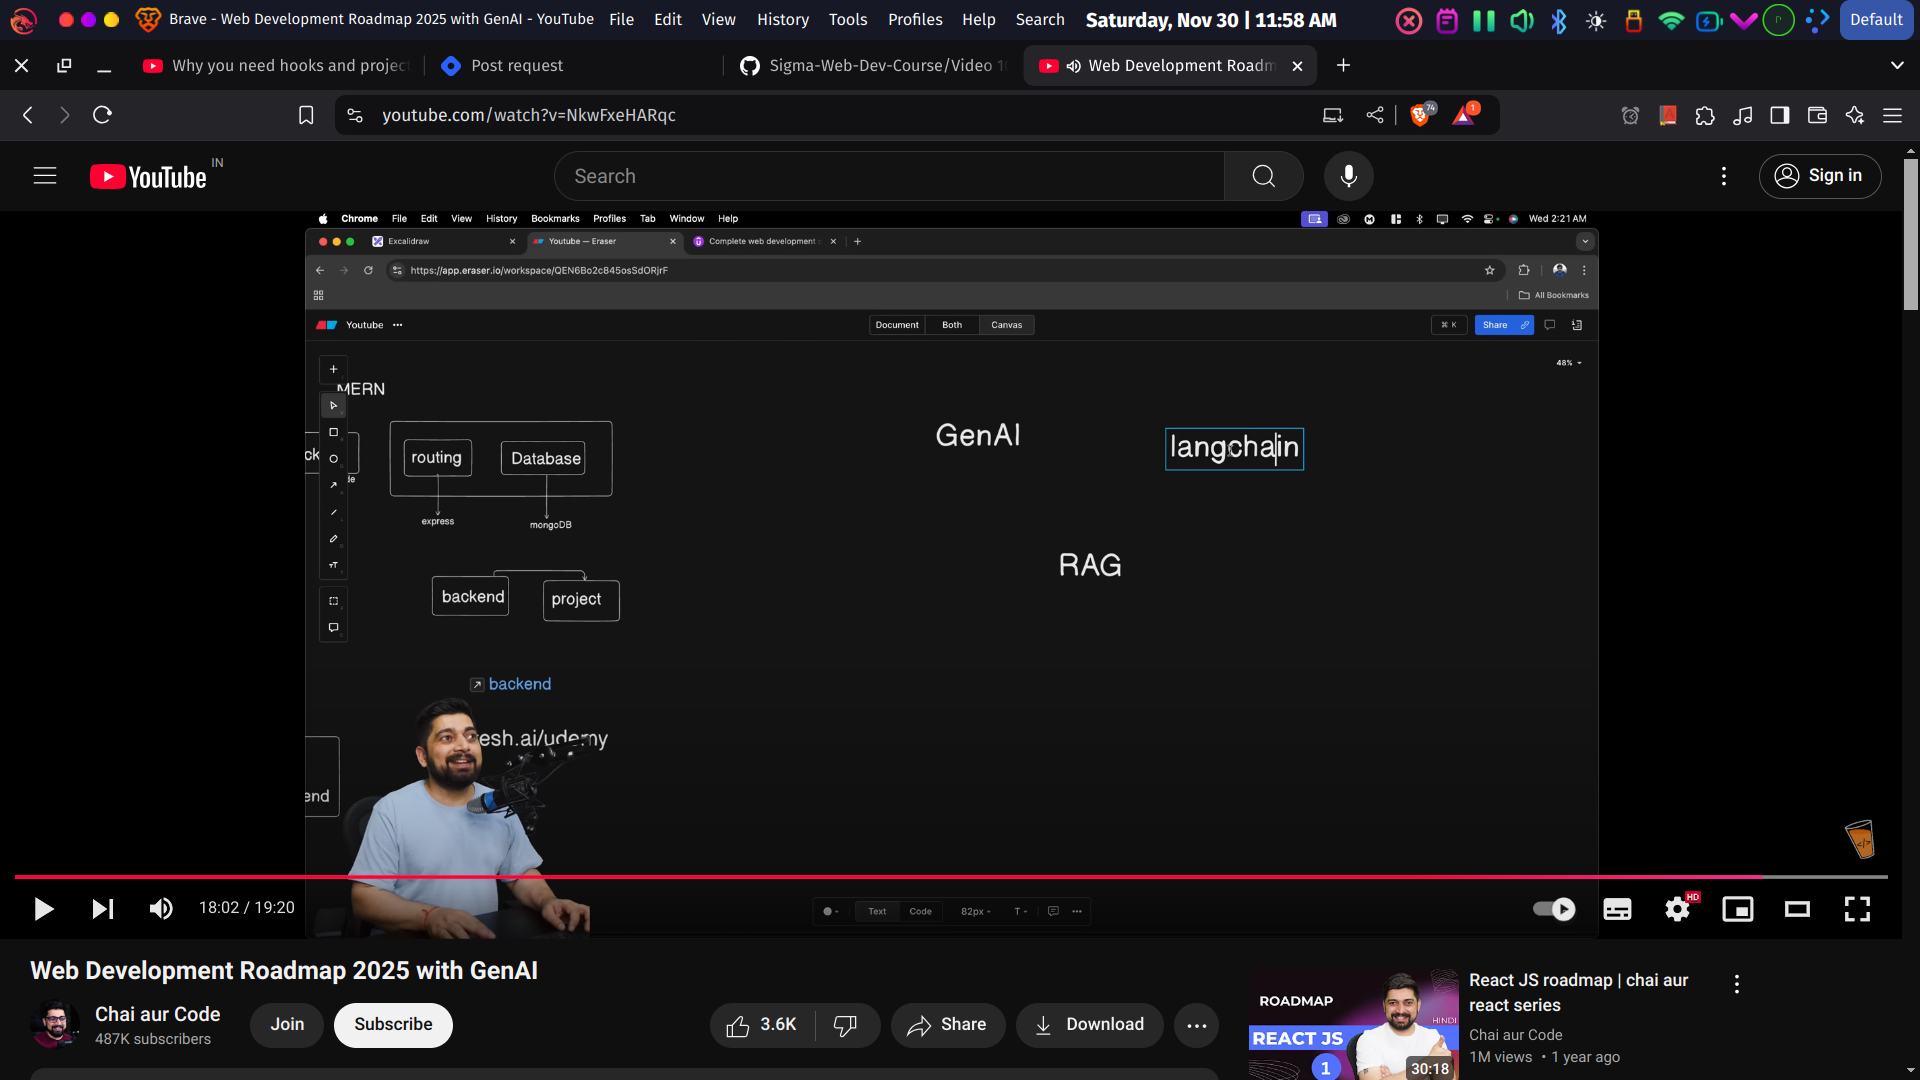 Brave - Web Development Roadmap 2025 with GenAI - YouTube File Edit View History Tools Profiles Help Search Saturday, Nov 30 | 11:58 AM Default
Why you need hooks and project
Post request
Sigma-Web-Dev-Course/Video 10
Web Development Roadm
youtube.com/watch?v=NkwFxeHARqc
74
1
YouTube IN
Search
Sign in
Chrome File Edit View History Bookmarks Profiles Tab Window Help Wed 2:21 AM
Excalidraw
Youtube — Eraser
Complete web development
https://app.eraser.io/workspace/QEN6Bo2c845osSdORjrF
All Bookmarks
Youtube
Document Both Canvas
⌘ K
Share
48%
MERN
GenAI
langchain
ck
routing
Database
de
express
mongoDB
RAG
backend
project
backend
esh.ai/udemy
end
Text Code 82px T
18:02 / 19:20
HD
Web Development Roadmap 2025 with GenAI
Chai aur Code
487K subscribers
Join
Subscribe
3.6K
Share
Download
ROADMAP
HINDI
REACT JS
1
30:18
React JS roadmap | chai aur
react series
Chai aur Code
1M views • 1 year ago